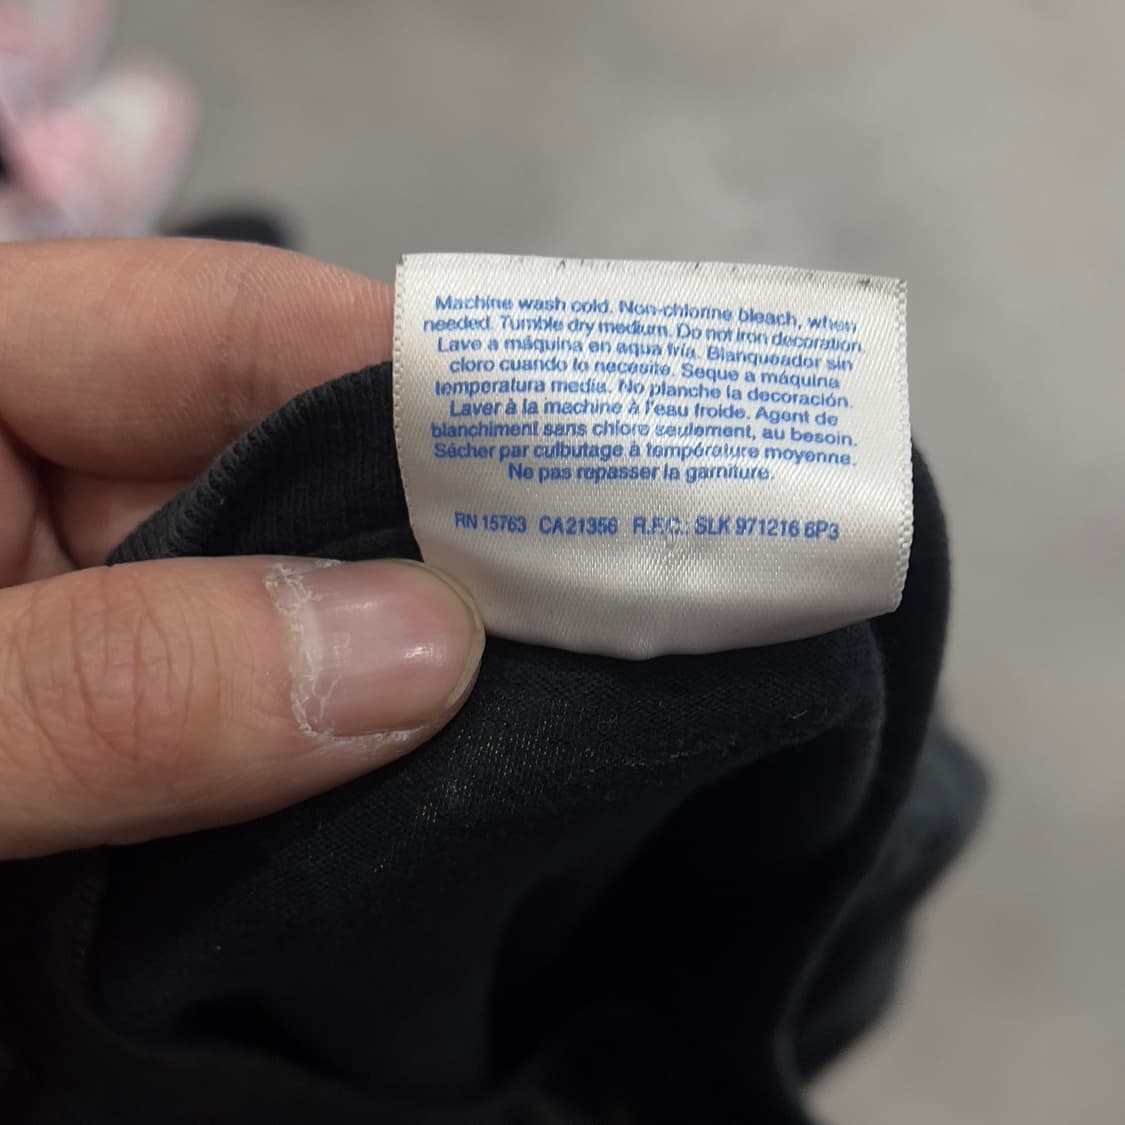 Machine wash cold. Non-chlorine bleach, when
needed. Tumble dry medium. Do not iron decoration.
Lave a máquina en aqua fría. Blanqueador sin
cloro cuando lo necesite. Seque a máquina
temperatura media. No planche la decoración.
Laver à la machine à l'eau froide. Agent de
blanchiment sans chlore seulement, au besoin.
Sécher par culbutage à température moyenne.
Ne pas repasser la garniture.
RN 15763 CA21356 R.F.C.: SLK 971216 6P3